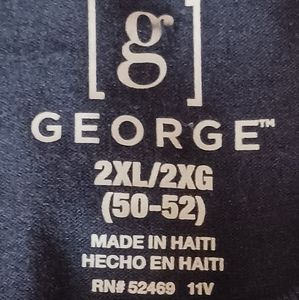 [g]
GEORGE™
2XL/2XG
(50-52)
MADE IN HAITI
HECHO EN HAITI
RN# 52469 11V